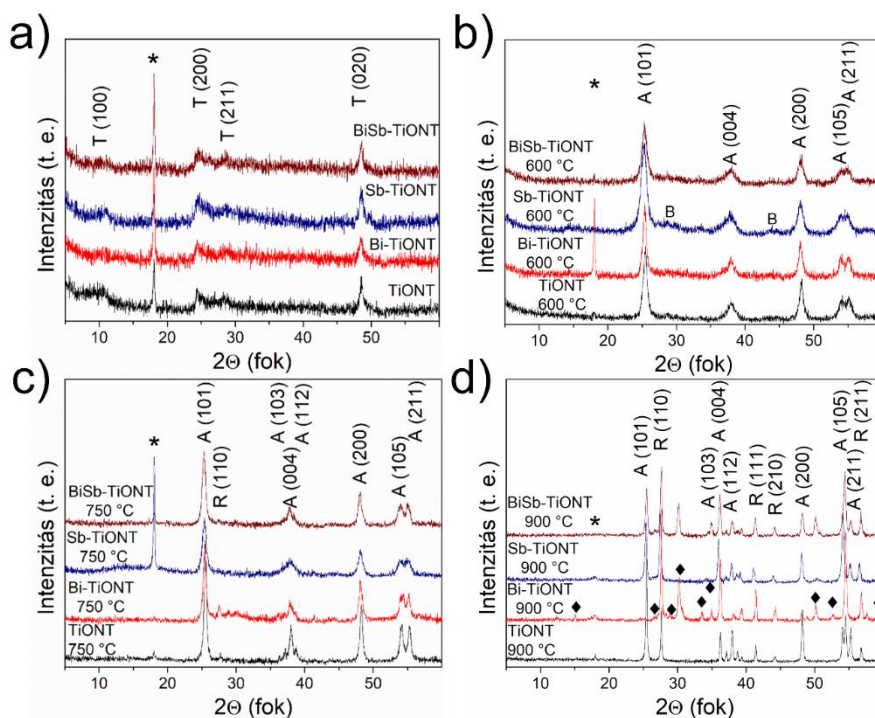 a)
Intenzitás (t. e.)
T (100)
*
T (200)
T (211)
T (020)
BiSb-TiONT
Sb-TiONT
Bi-TiONT
TiONT
10 20 30 40 50
2Θ (fok)
b)
Intenzitás (t. e.)
*
A (101)
A (004)
A (200)
A (105)
A (211)
BiSb-TiONT
600 °C
Sb-TiONT
600 °C
B B
Bi-TiONT
600 °C
TiONT
600 °C
10 20 30 40 50
2Θ (fok)
c)
Intenzitás (t. e.)
*
A (101)
R (110)
A (103)
A (112)
A (004)
A (200)
A (105)
A (211)
BiSb-TiONT
750 °C
Sb-TiONT
750 °C
Bi-TiONT
750 °C
TiONT
750 °C
10 20 30 40 50 60
2Θ (fok)
d)
Intenzitás (t. e.)
*
A (101)
R (110)
A (103)
A (004)
A (112)
R (111)
R (210)
A (200)
A (105)
A (211)
R (211)
BiSb-TiONT
900 °C
Sb-TiONT
900 °C
Bi-TiONT
900 °C
TiONT
900 °C
10 20 30 40 50 60
2Θ (fok)